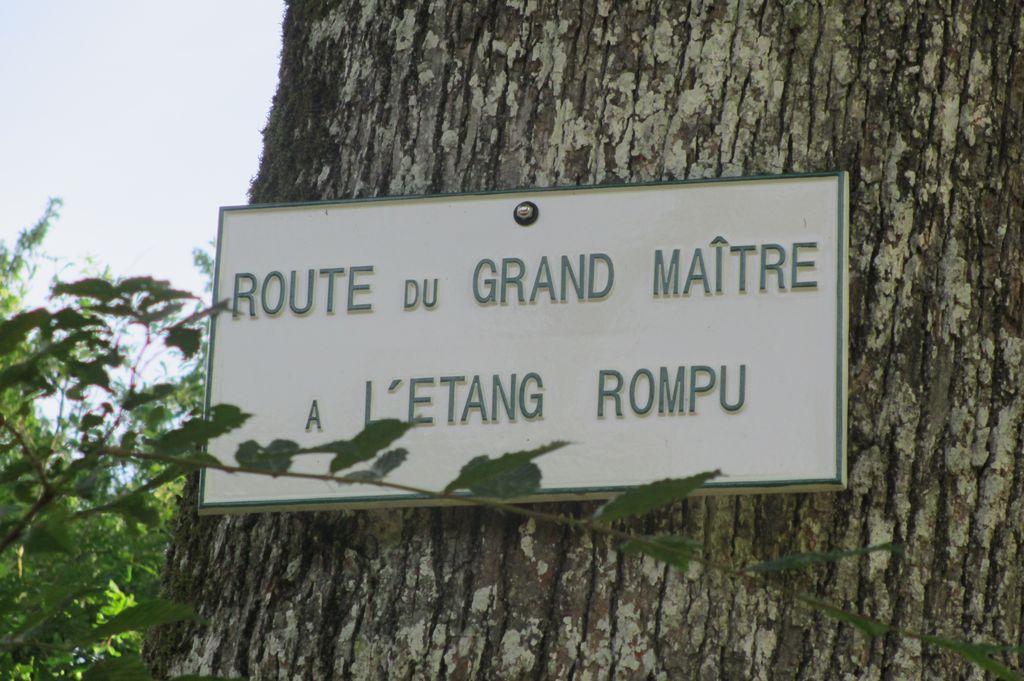 ROUTE DU GRAND MAÎTRE
A L'ETANG ROMPU